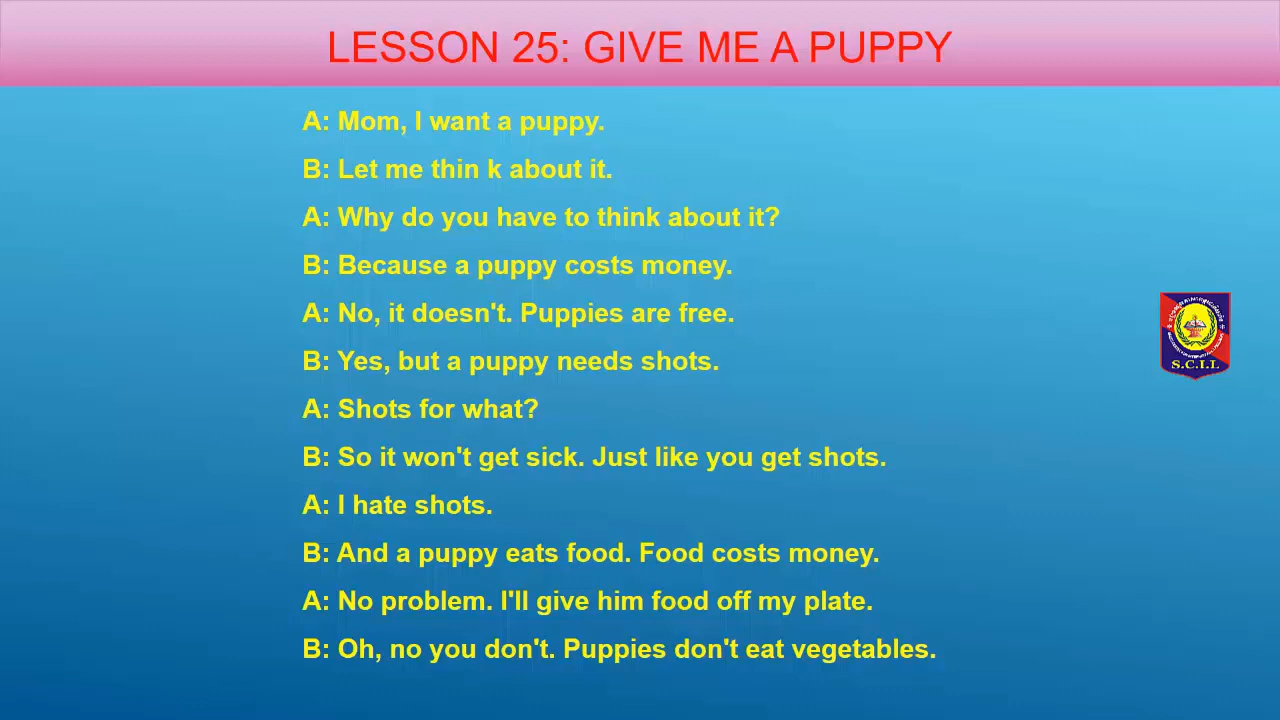 LESSON 25: GIVE ME A PUPPY
A: Mom, I want a puppy.
B: Let me thin k about it.
A: Why do you have to think about it?
B: Because a puppy costs money.
A: No, it doesn't. Puppies are free.
B: Yes, but a puppy needs shots.
A: Shots for what?
B: So it won't get sick. Just like you get shots.
A: I hate shots.
B: And a puppy eats food. Food costs money.
A: No problem. I'll give him food off my plate.
B: Oh, no you don't. Puppies don't eat vegetables.
S.C.I.L